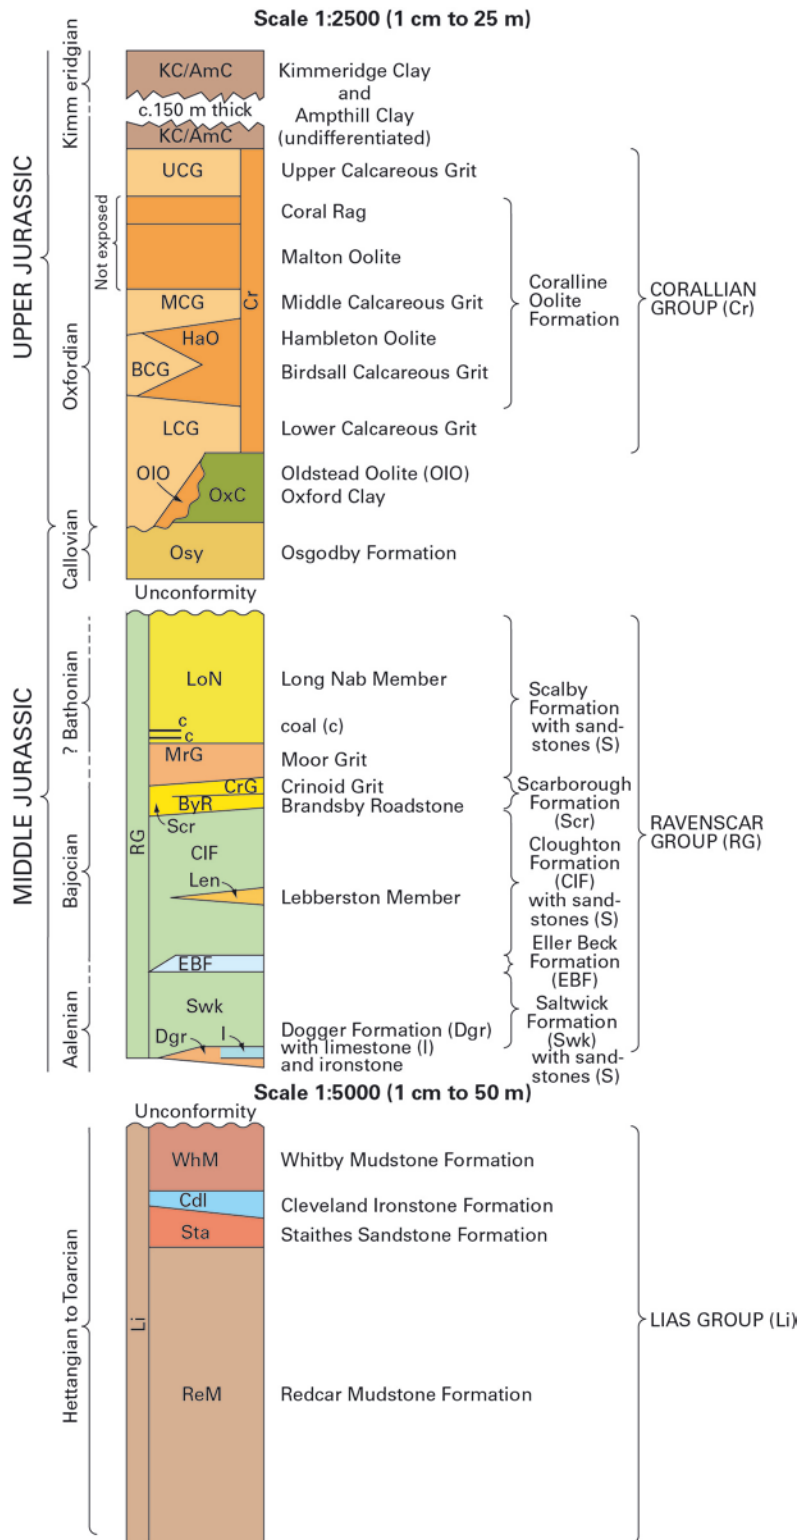 Scale 1:2500 (1 cm to 25 m)
UPPER JURASSIC
MIDDLE JURASSIC
Kimm eridgian
Oxfordian
Callovian
? Bathonian
Bajocian
Aalenian
Hettangian to Toarcian
KC/AmC
c.150 m thick
KC/AmC
Kimmeridge Clay
and
Ampthill Clay
(undifferentiated)
UCG
Upper Calcareous Grit
Not exposed
Coral Rag
Malton Oolite
Cr
MCG
Middle Calcareous Grit
HaO
Hambleton Oolite
BCG
Birdsall Calcareous Grit
LCG
Lower Calcareous Grit
OlO
Oldstead Oolite (OlO)
OxC
Oxford Clay
Osy
Osgodby Formation
Coralline
Oolite
Formation
CORALLIAN
GROUP (Cr)
Unconformity
RG
LoN
Long Nab Member
c
c
coal (c)
MrG
Moor Grit
CrG
Crinoid Grit
ByR
Brandsby Roadstone
Scr
ClF
Len
Lebberston Member
EBF
Swk
Dgr
l
Dogger Formation (Dgr)
with limestone (l)
and ironstone
Scalby
Formation
with sand-
stones (S)
Scarborough
Formation
(Scr)
Cloughton
Formation
(ClF)
with sand-
stones (S)
Eller Beck
Formation
(EBF)
Saltwick
Formation
(Swk)
with sand-
stones (S)
RAVENSCAR
GROUP (RG)
Scale 1:5000 (1 cm to 50 m)
Unconformity
Li
WhM
Whitby Mudstone Formation
Cdl
Cleveland Ironstone Formation
Sta
Staithes Sandstone Formation
ReM
Redcar Mudstone Formation
LIAS GROUP (Li)